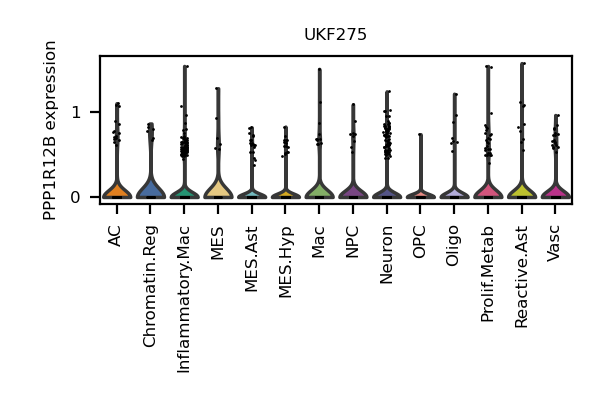 UKF275
PPP1R12B expression
1
0
AC
Chromatin.Reg
Inflammatory.Mac
MES
MES.Ast
MES.Hyp
Mac
NPC
Neuron
OPC
Oligo
Prolif.Metab
Reactive.Ast
Vasc